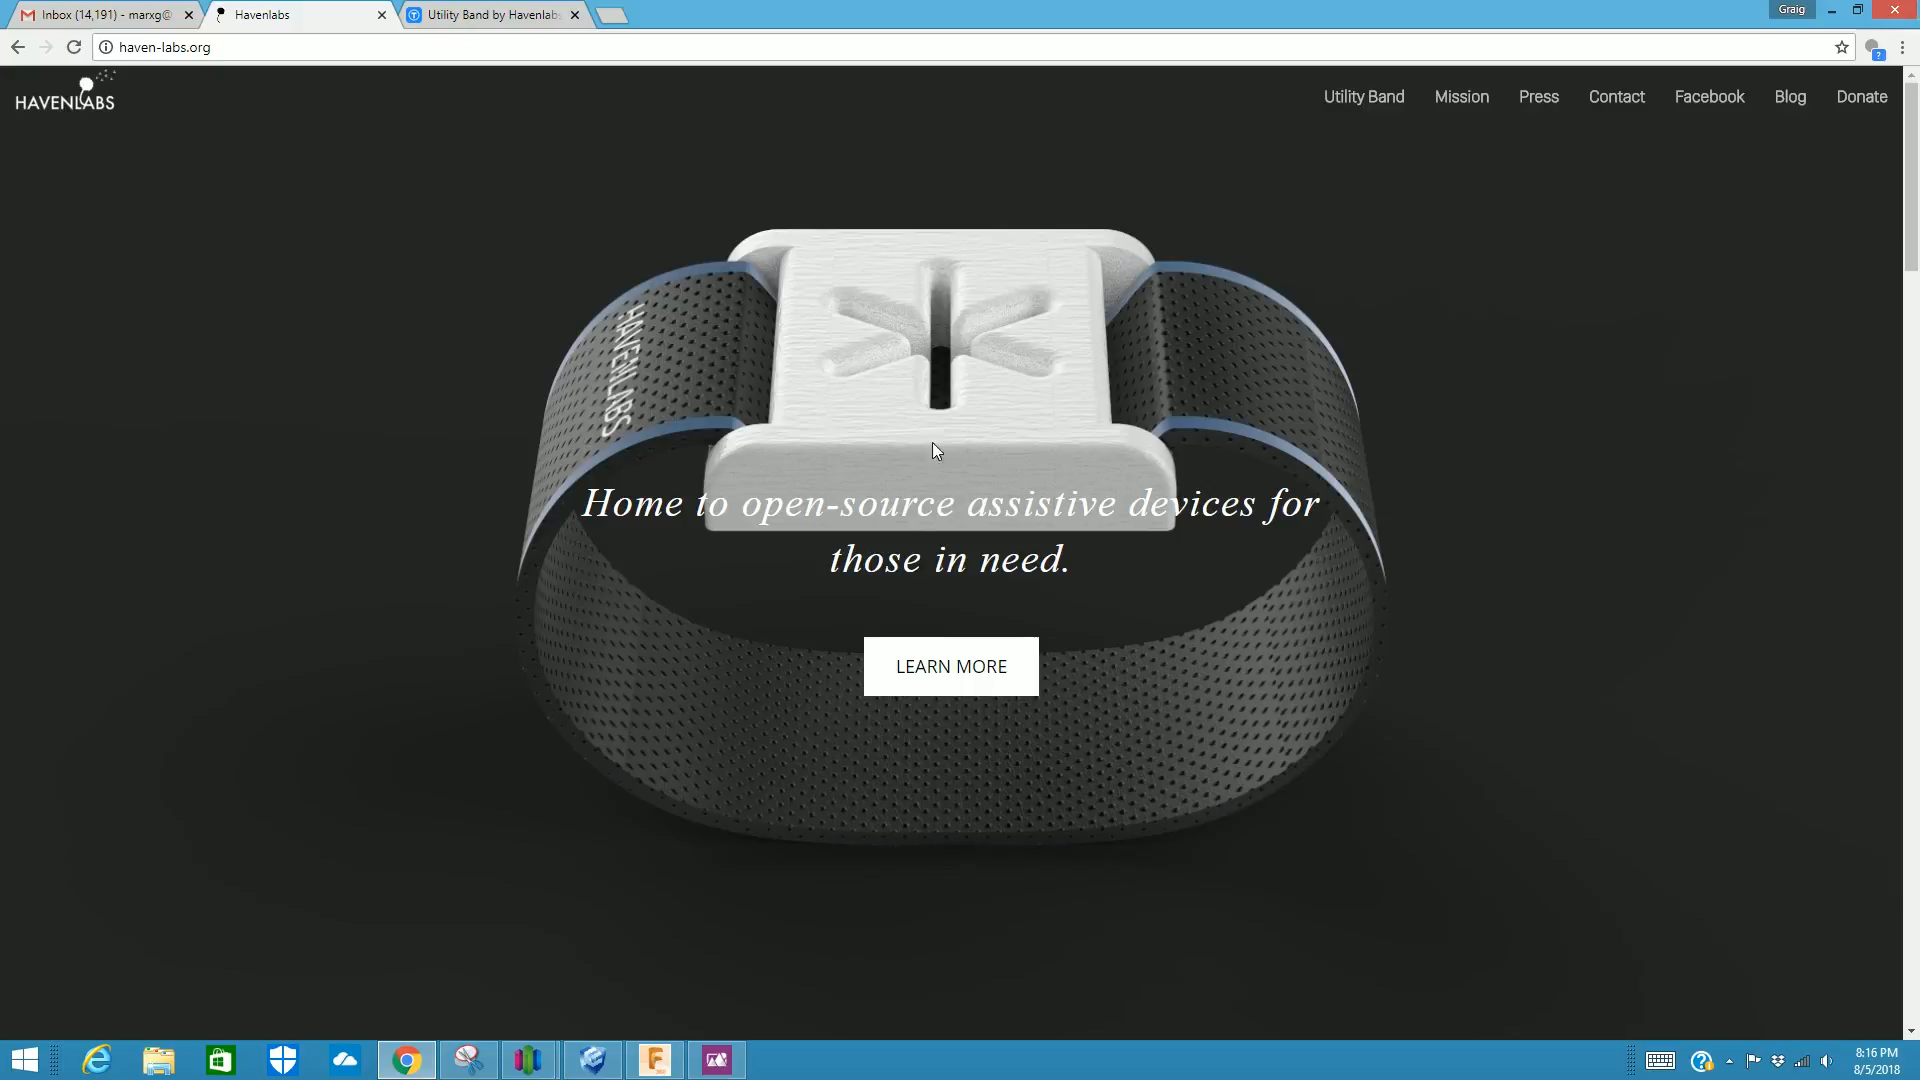 Inbox (14,191) - marxg@
Havenlabs
Utility Band by Havenlabs
Graig
haven-labs.org
HAVENLABS
Utility Band
Mission
Press
Contact
Facebook
Blog
Donate
HAVENLABS
Home to open-source assistive devices for
those in need.
LEARN MORE
8:16 PM
8/5/2018